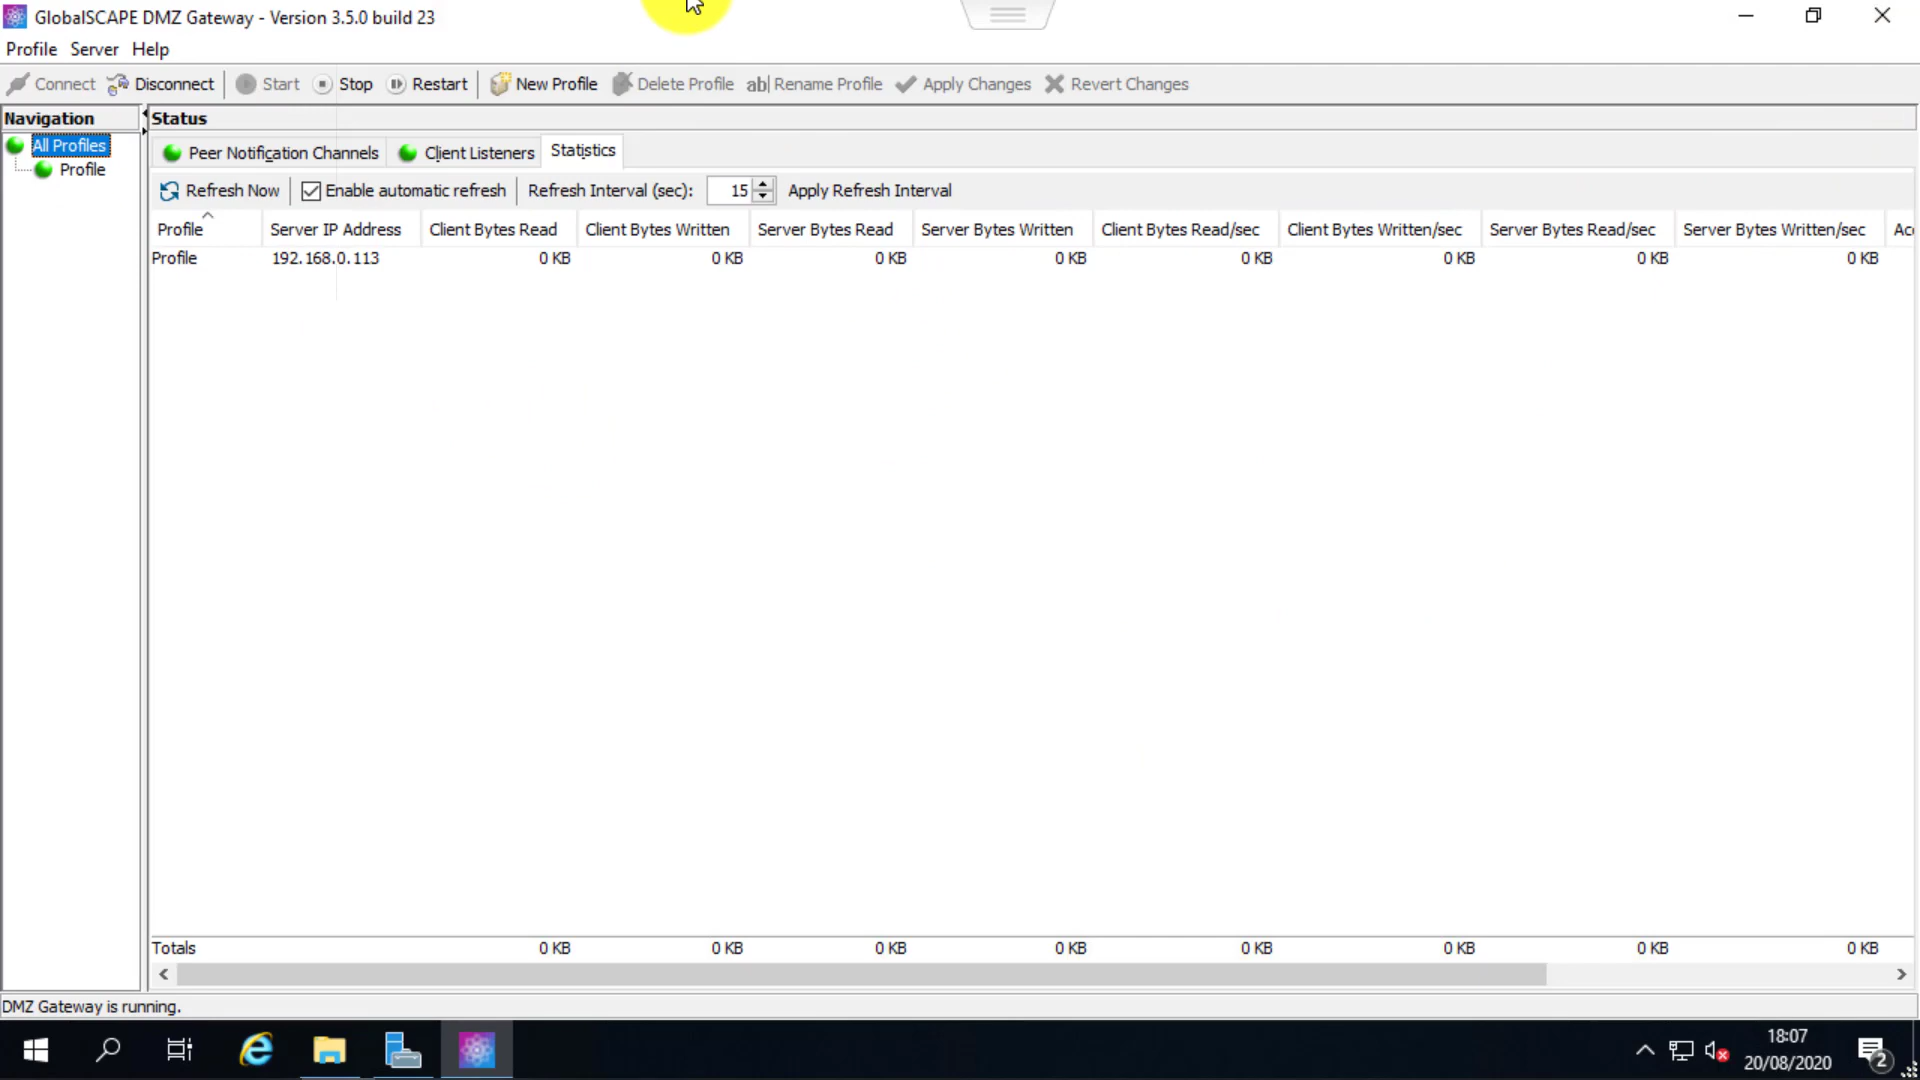 GlobalSCAPE DMZ Gateway - Version 3.5.0 build 23
Profile Server Help
Connect Disconnect Start Stop Restart New Profile Delete Profile ab| Rename Profile Apply Changes Revert Changes
Navigation
All Profiles
Profile
Status
Peer Notification Channels Client Listeners Statistics
Refresh Now Enable automatic refresh Refresh Interval (sec): 15 Apply Refresh Interval
Profile Server IP Address Client Bytes Read Client Bytes Written Server Bytes Read Server Bytes Written Client Bytes Read/sec Client Bytes Written/sec Server Bytes Read/sec Server Bytes Written/sec
Profile 192.168.0.113 0 KB 0 KB 0 KB 0 KB 0 KB 0 KB 0 KB 0 KB
Totals 0 KB 0 KB 0 KB 0 KB 0 KB 0 KB 0 KB 0 KB
DMZ Gateway is running.
18:07
20/08/2020
2